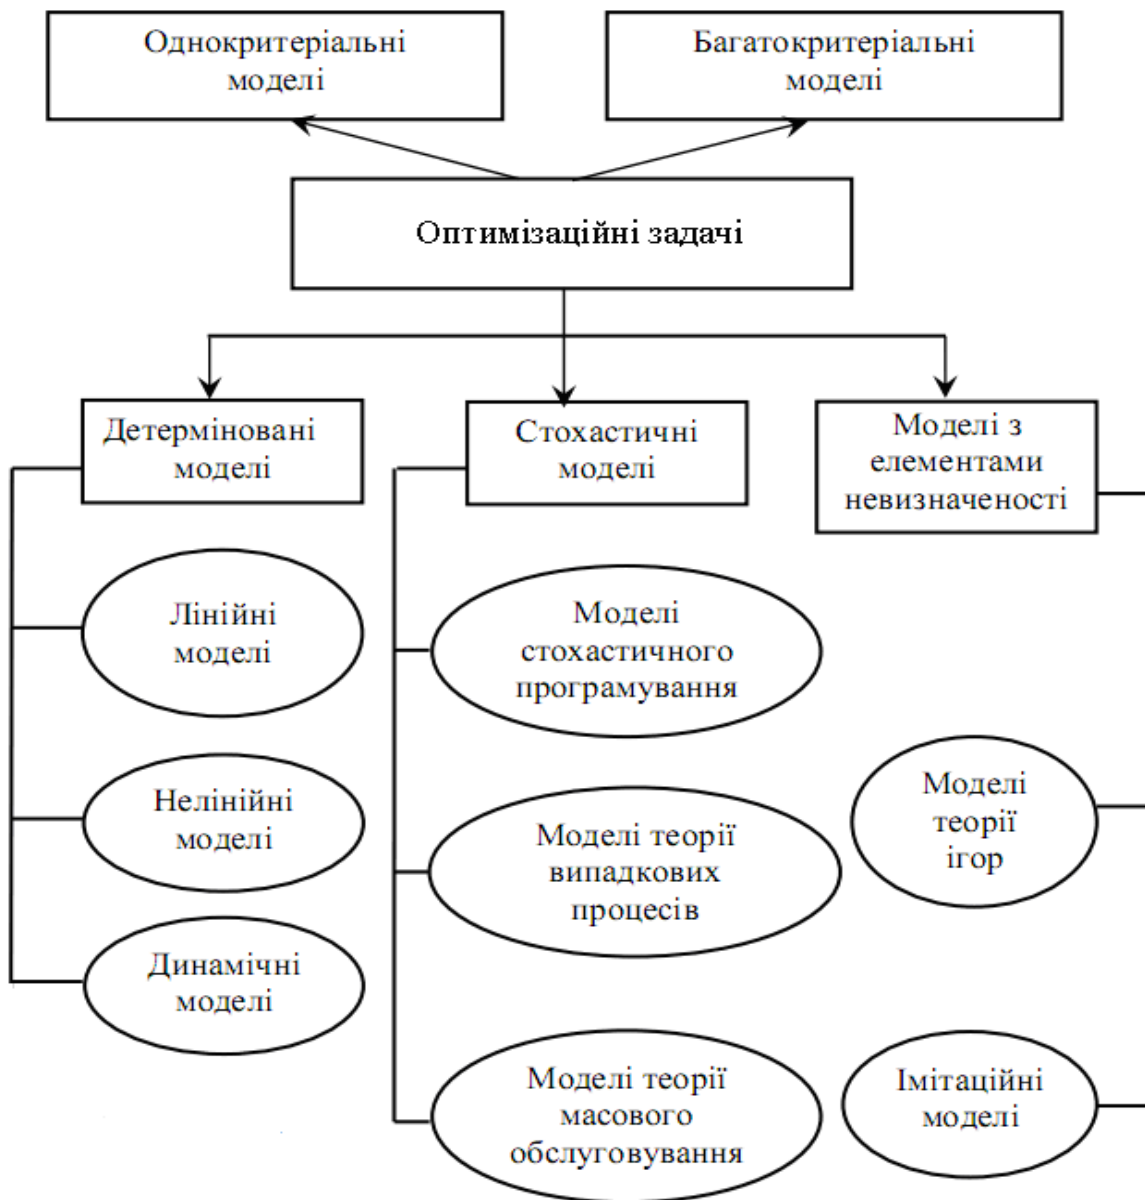 Однокритеріальні
моделі
Багатокритеріальні
моделі
Оптимізаційні задачі
Детерміновані
моделі
Стохастичні
моделі
Моделі з
елементами
невизначеності
Лінійні
моделі
Моделі
стохастичного
програмування
Нелінійні
моделі
Моделі теорії
випадкових
процесів
Моделі
теорії
ігор
Динамічні
моделі
Моделі теорії
масового
обслуговування
Імітаційні
моделі